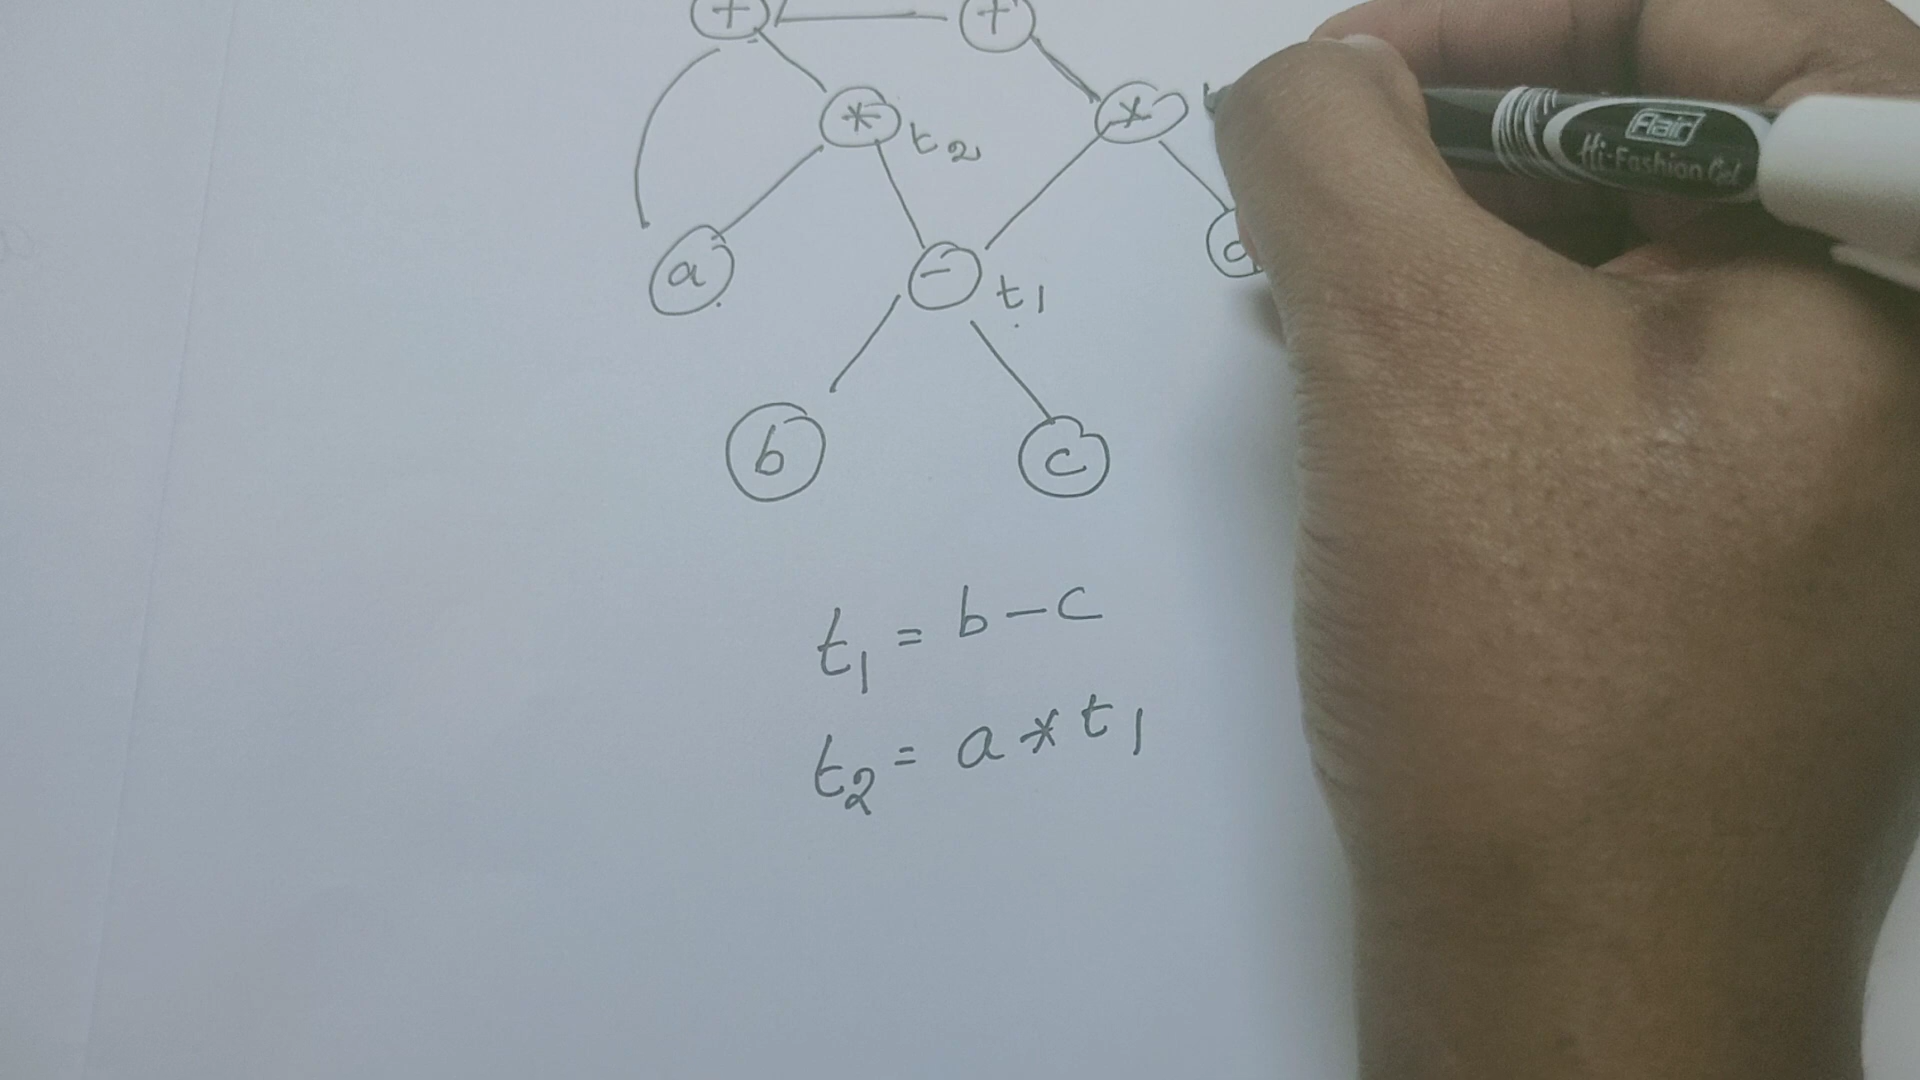 + +
* t2 *
a - t1
b c
t1 = b - c
t2 = a * t1
Flair
Hi-Fashion Gel